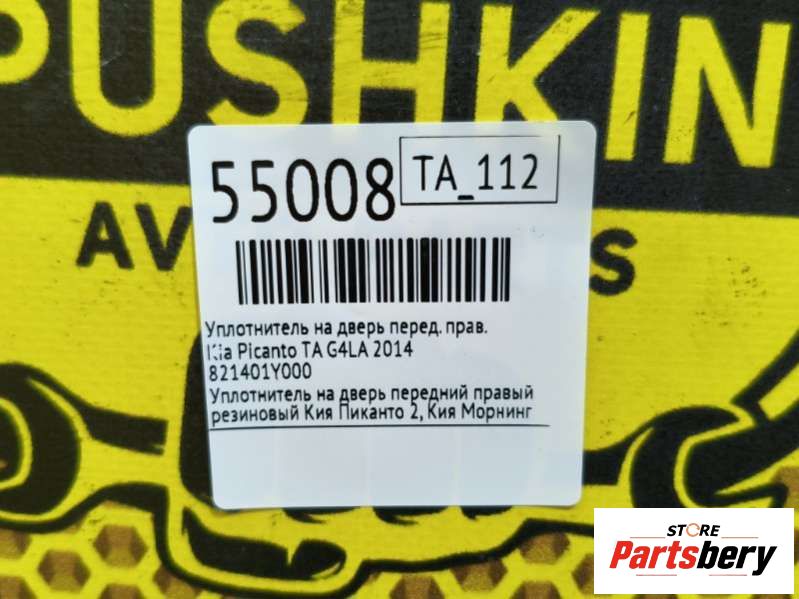 PUSHKIN
AV S
55008
TA_112
Уплотнитель на дверь перед. прав.
Kia Picanto TA G4LA 2014
821401Y000
Уплотнитель на дверь передний правый
резиновый Кия Пиканто 2, Кия Морнинг
STORE
Partsbery